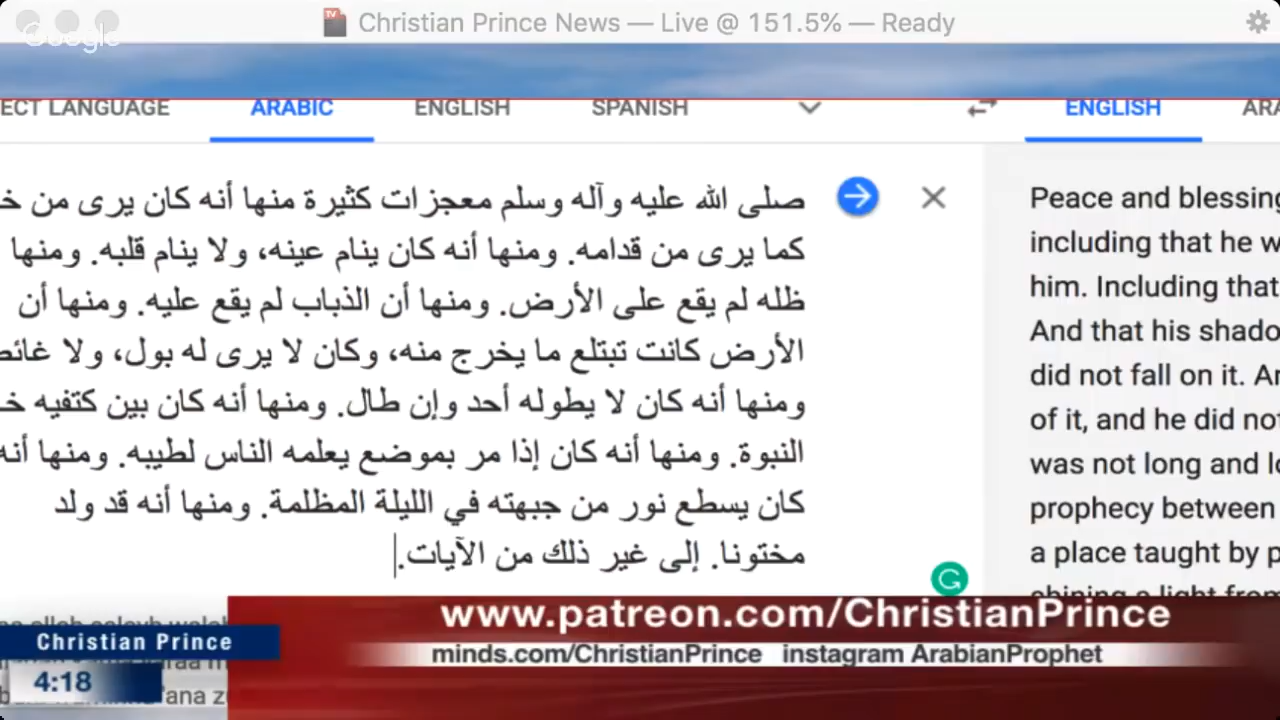 Google
Christian Prince News — Live @ 151.5% — Ready
ECT LANGUAGE ARABIC ENGLISH SPANISH ENGLISH ARA
صلى الله عليه وآله وسلم معجزات كثيرة منها أنه كان يرى من خ
كما يرى من قدامه. ومنها أنه كان ينام عينه، ولا ينام قلبه. ومنها
ظله لم يقع على الأرض. ومنها أن الذباب لم يقع عليه. ومنها أن
الأرض كانت تبتلع ما يخرج منه، وكان لا يرى له بول، ولا غائط
ومنها أنه كان لا يطوله أحد وإن طال. ومنها أنه كان بين كتفيه خ
النبوة. ومنها أنه كان إذا مر بموضع يعلمه الناس لطيبه. ومنها أنه
كان يسطع نور من جبهته في الليلة المظلمة. ومنها أنه قد ولد
مختونا. إلى غير ذلك من الآيات.
Peace and blessing
including that he w
him. Including that
And that his shado
did not fall on it. An
of it, and he did not
was not long and lo
prophecy between
a place taught by p
shining a light from
www.patreon.com/ChristianPrince
minds.com/ChristianPrince instagram ArabianProphet
Christian Prince
4:18